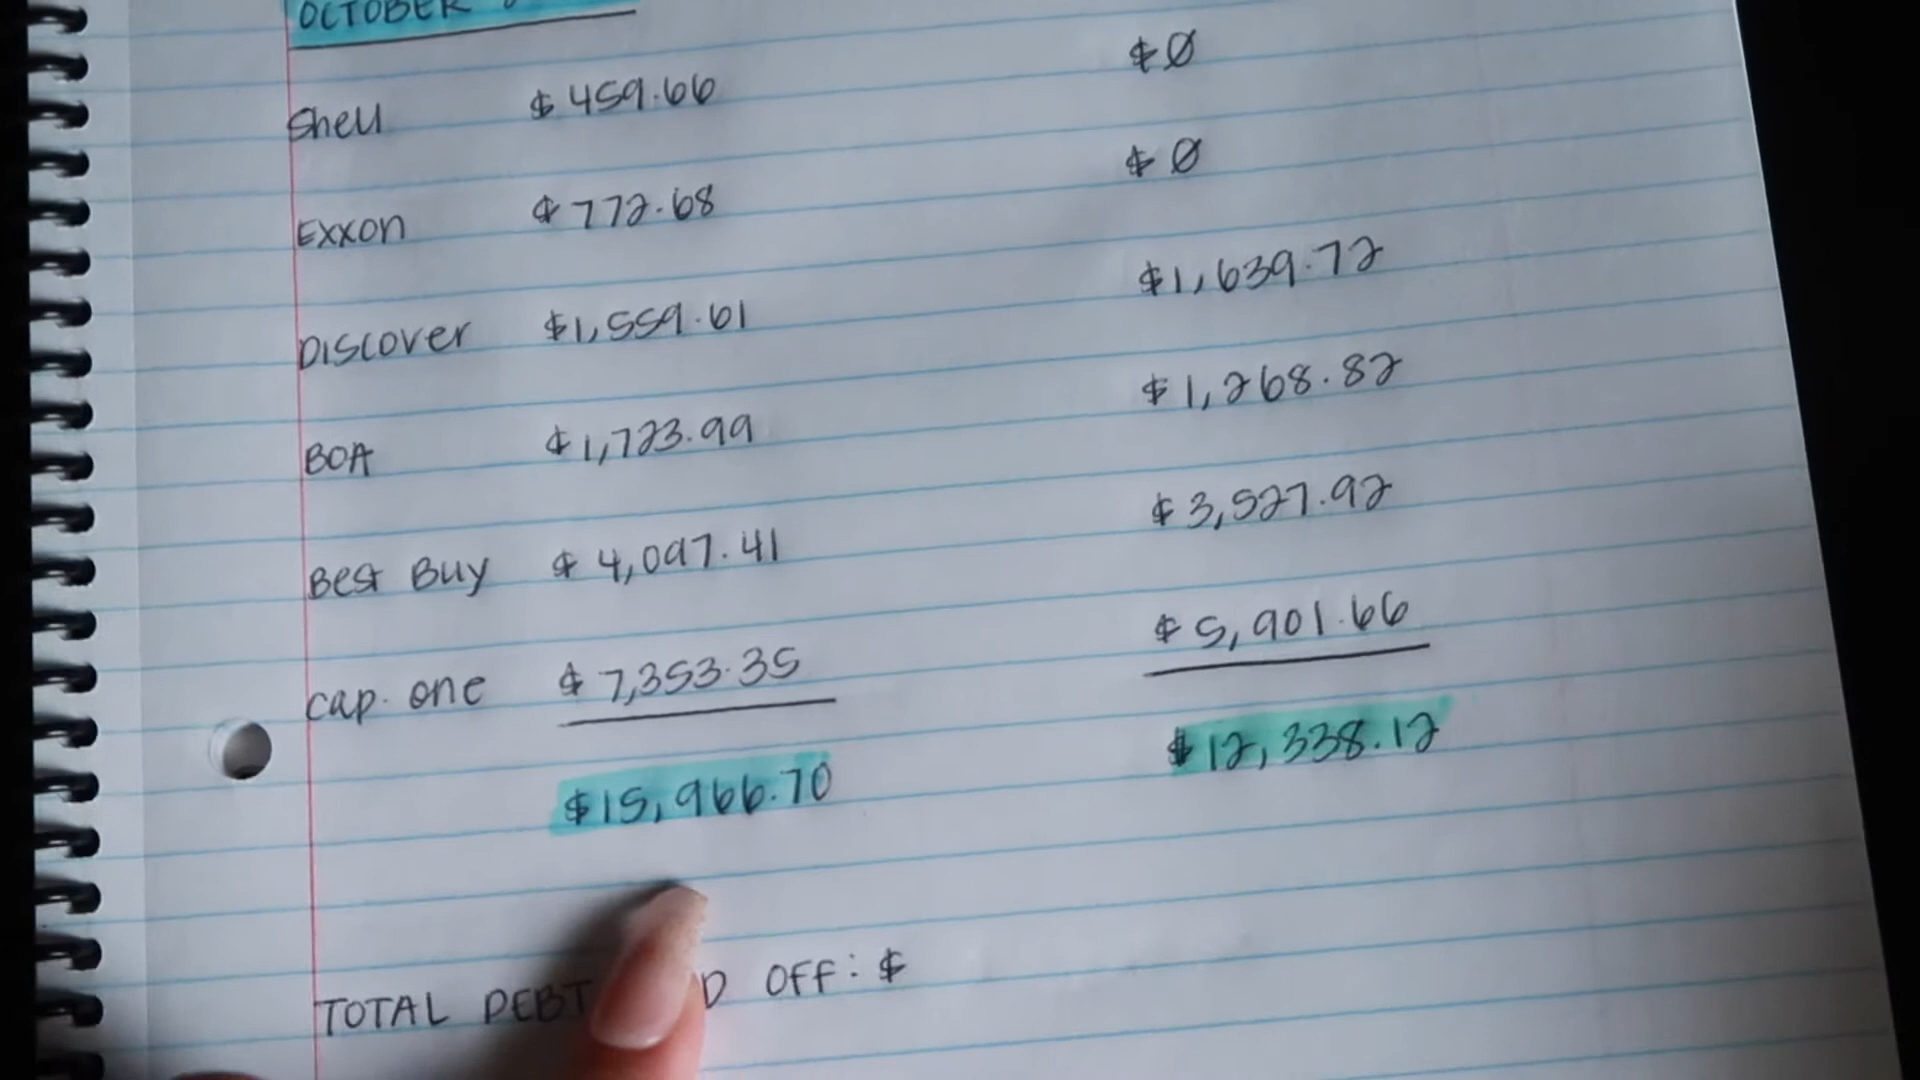 OCTOBER
Shell $459.66 $0
Exxon $772.68 $0
Discover $1,559.61 $1,639.72
BOA $1,723.99 $1,268.82
Best Buy $4,097.41 $3,527.92
cap. one $7,353.35 $5,901.66
$15,966.70 $12,338.12
TOTAL DEBT D OFF: $